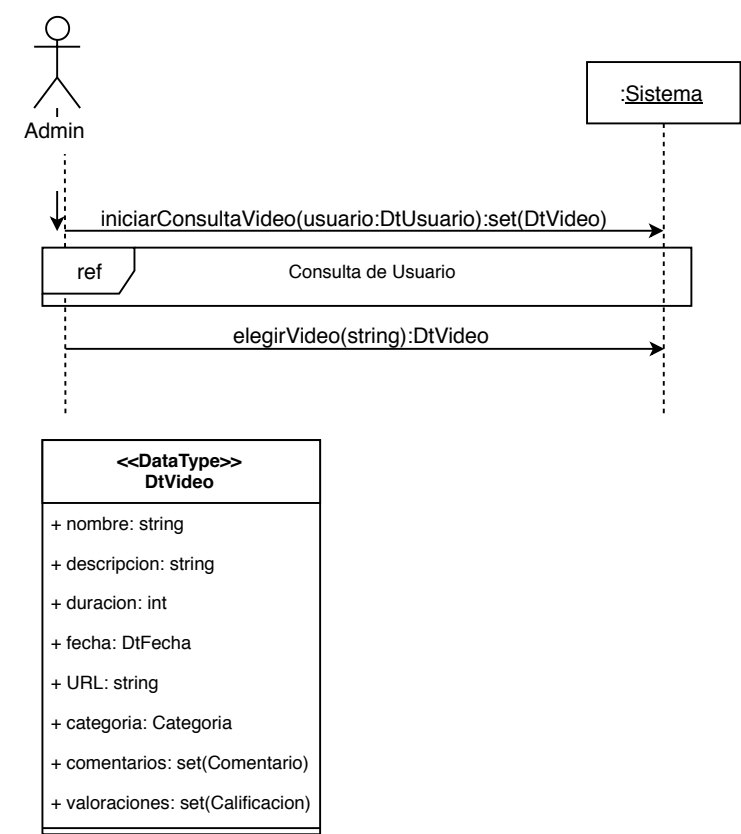 :Sistema
Admin
iniciarConsultaVideo(usuario:DtUsuario):set(DtVideo)
ref
Consulta de Usuario
elegirVideo(string):DtVideo
<<DataType>>
DtVideo
+ nombre: string
+ descripcion: string
+ duracion: int
+ fecha: DtFecha
+ URL: string
+ categoria: Categoria
+ comentarios: set(Comentario)
+ valoraciones: set(Calificacion)